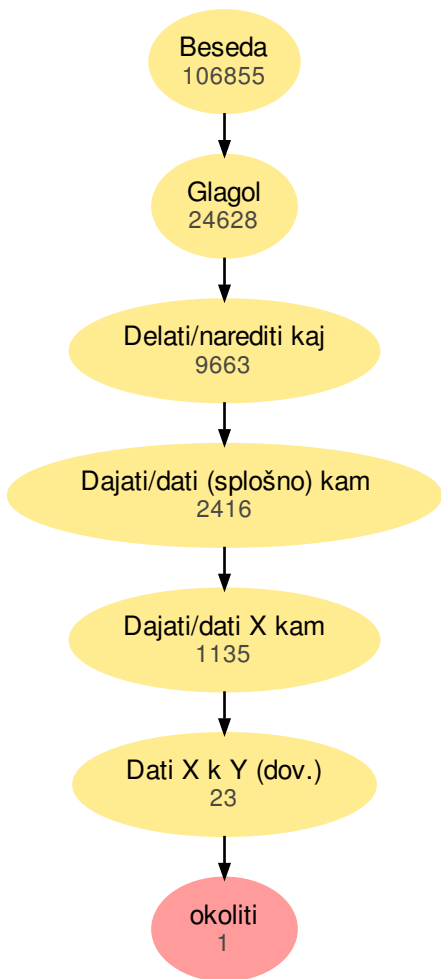 Beseda
106855
Glagol
24628
Delati/narediti kaj
9663
Dajati/dati (splošno) kam
2416
Dajati/dati X kam
1135
Dati X k Y (dov.)
23
okoliti
1